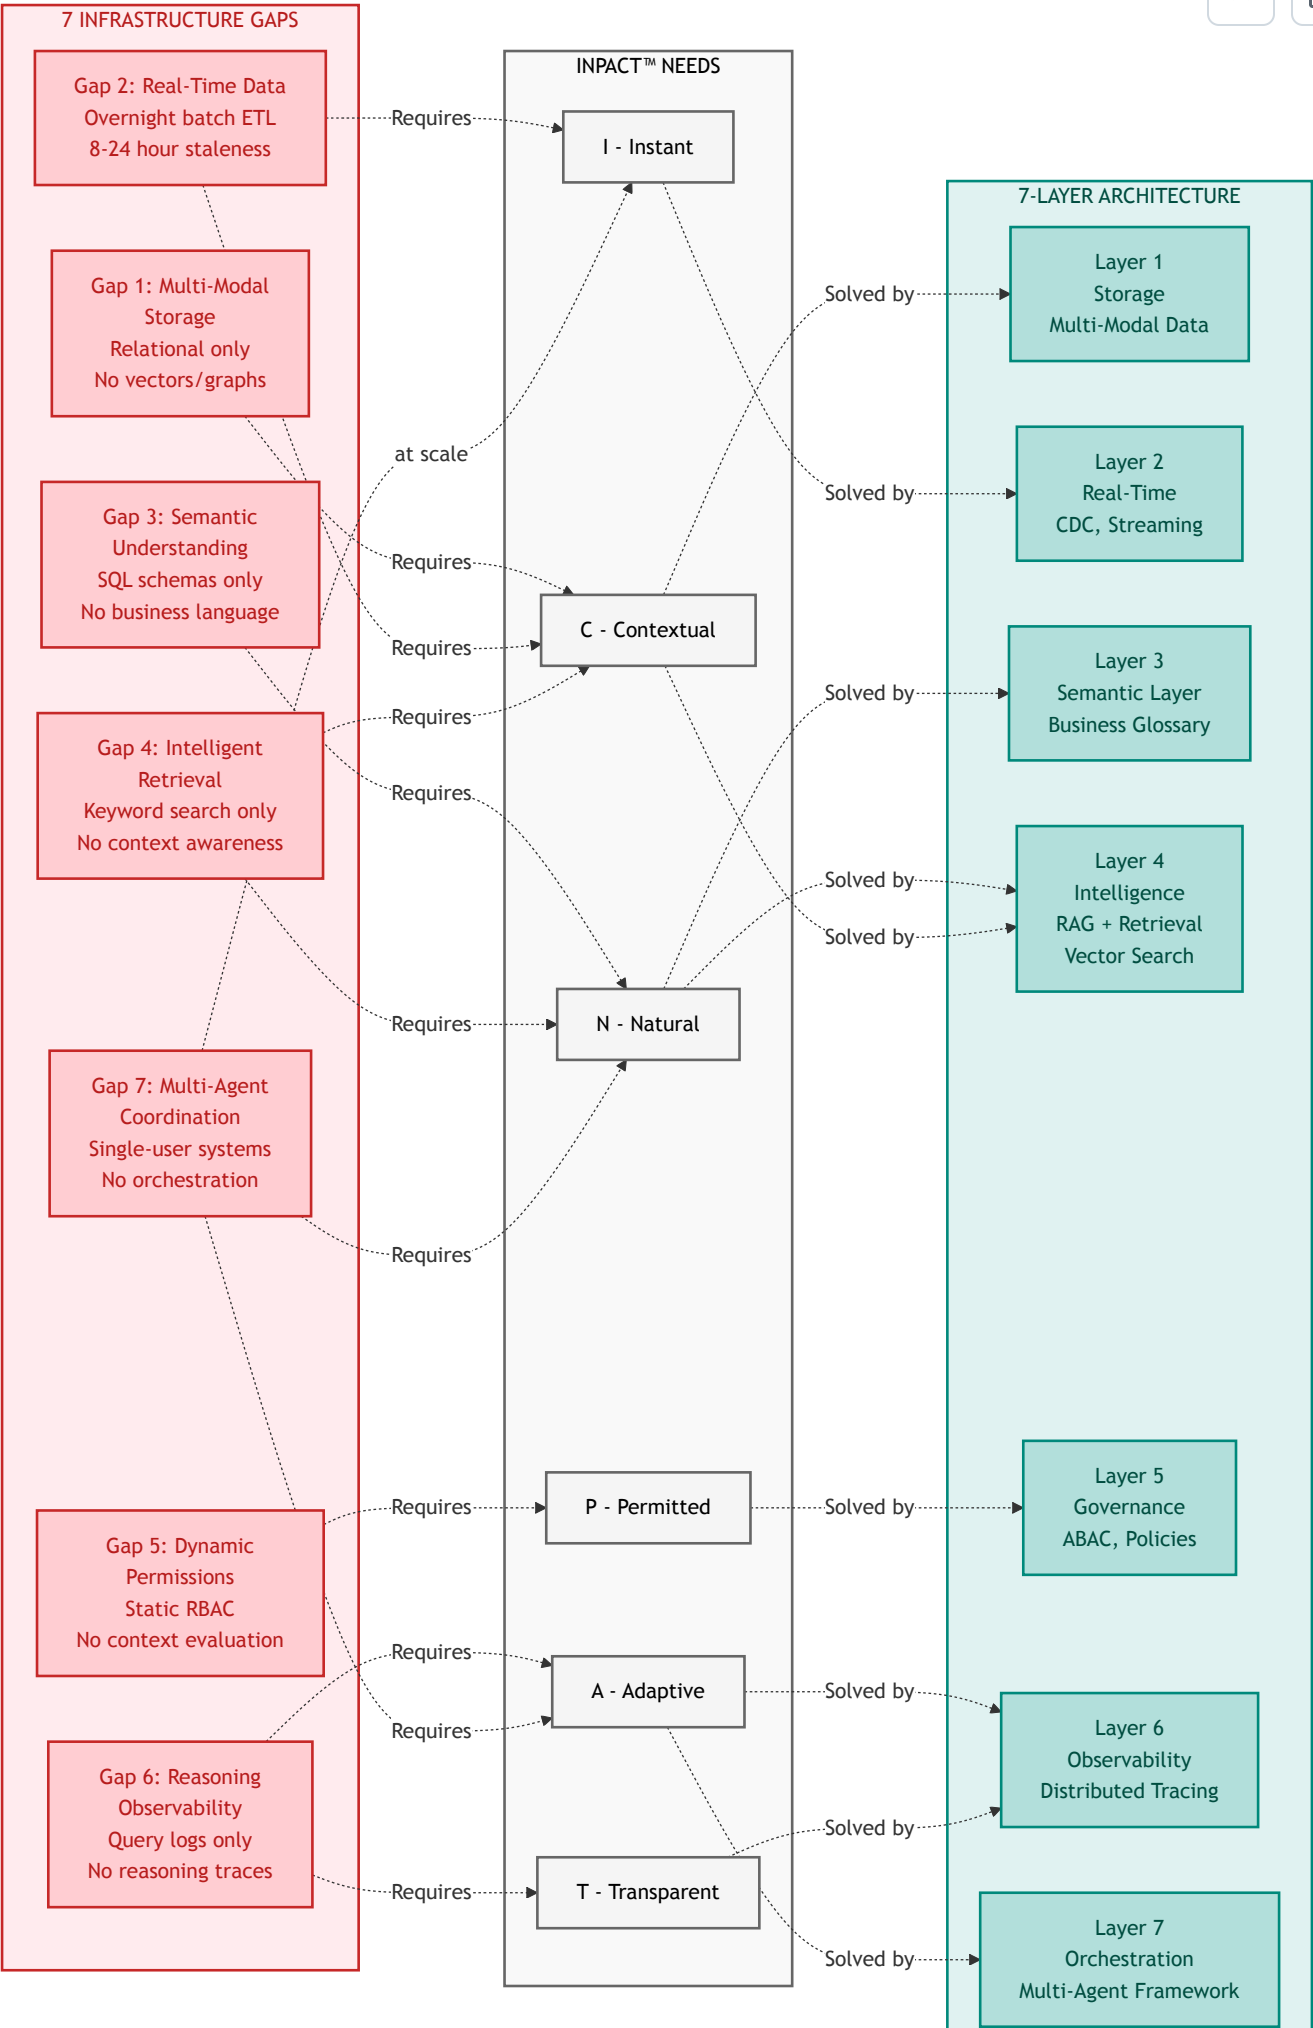 7 INFRASTRUCTURE GAPS
Gap 2: Real-Time Data
Overnight batch ETL
8-24 hour staleness
Gap 1: Multi-Modal
Storage
Relational only
No vectors/graphs
Gap 3: Semantic
Understanding
SQL schemas only
No business language
Gap 4: Intelligent
Retrieval
Keyword search only
No context awareness
Gap 7: Multi-Agent
Coordination
Single-user systems
No orchestration
Gap 5: Dynamic
Permissions
Static RBAC
No context evaluation
Gap 6: Reasoning
Observability
Query logs only
No reasoning traces
Requires
at scale
Requires
Requires
Requires
Requires
Requires
Requires
Requires
Requires
Requires
Requires
INPACT™ NEEDS
I - Instant
C - Contextual
N - Natural
P - Permitted
A - Adaptive
T - Transparent
Solved by
Solved by
Solved by
Solved by
Solved by
Solved by
Solved by
Solved by
Solved by
7-LAYER ARCHITECTURE
Layer 1
Storage
Multi-Modal Data
Layer 2
Real-Time
CDC, Streaming
Layer 3
Semantic Layer
Business Glossary
Layer 4
Intelligence
RAG + Retrieval
Vector Search
Layer 5
Governance
ABAC, Policies
Layer 6
Observability
Distributed Tracing
Layer 7
Orchestration
Multi-Agent Framework